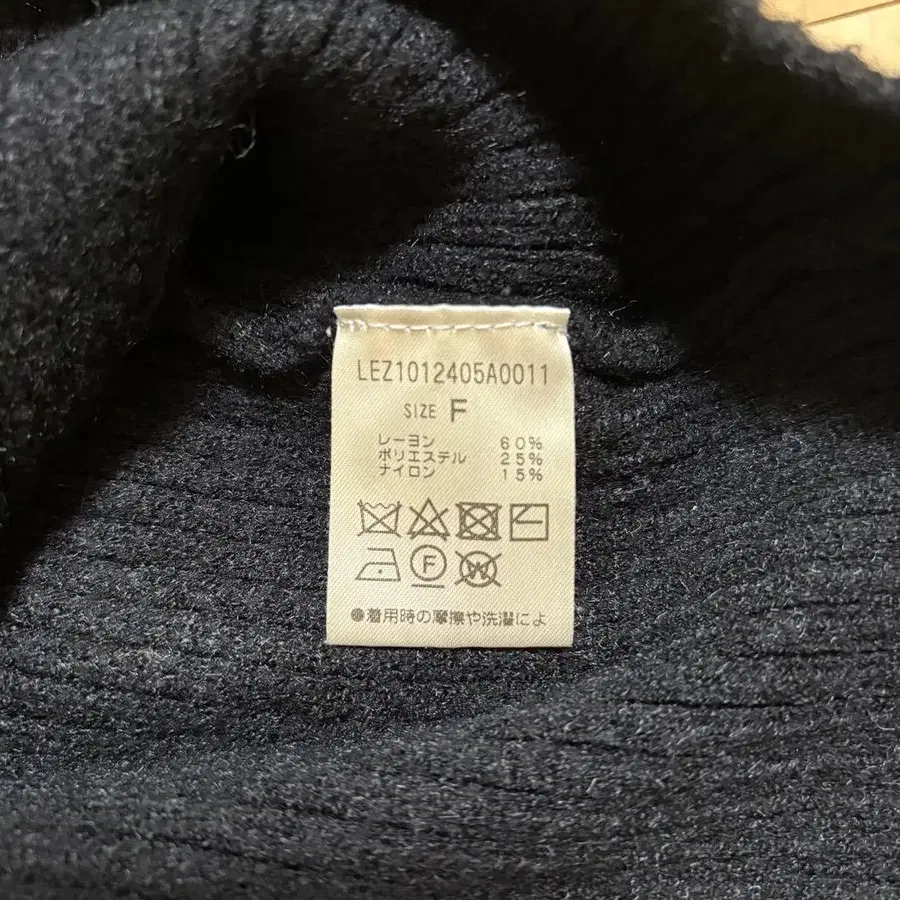 LEZ1012405A0011
SIZE F
レーヨン 60%
ポリエステル 25%
ナイロン 15%
F W
●着用時の摩擦や洗濯によ